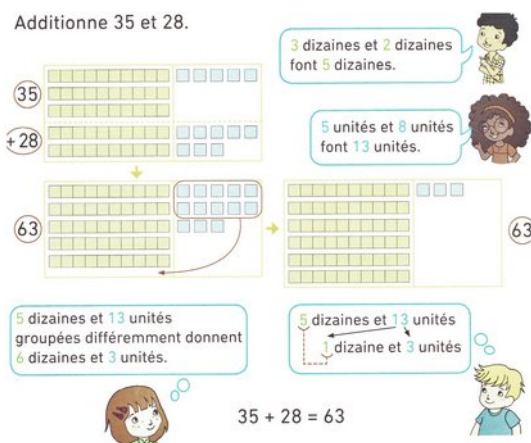 Additionne 35 et 28.
3 dizaines et 2 dizaines
font 5 dizaines.
35
+28
5 unités et 8 unités
font 13 unités.
63
63
5 dizaines et 13 unités
groupées différemment donnent
6 dizaines et 3 unités.
5 dizaines et 13 unités
1 dizaine et 3 unités
35 + 28 = 63